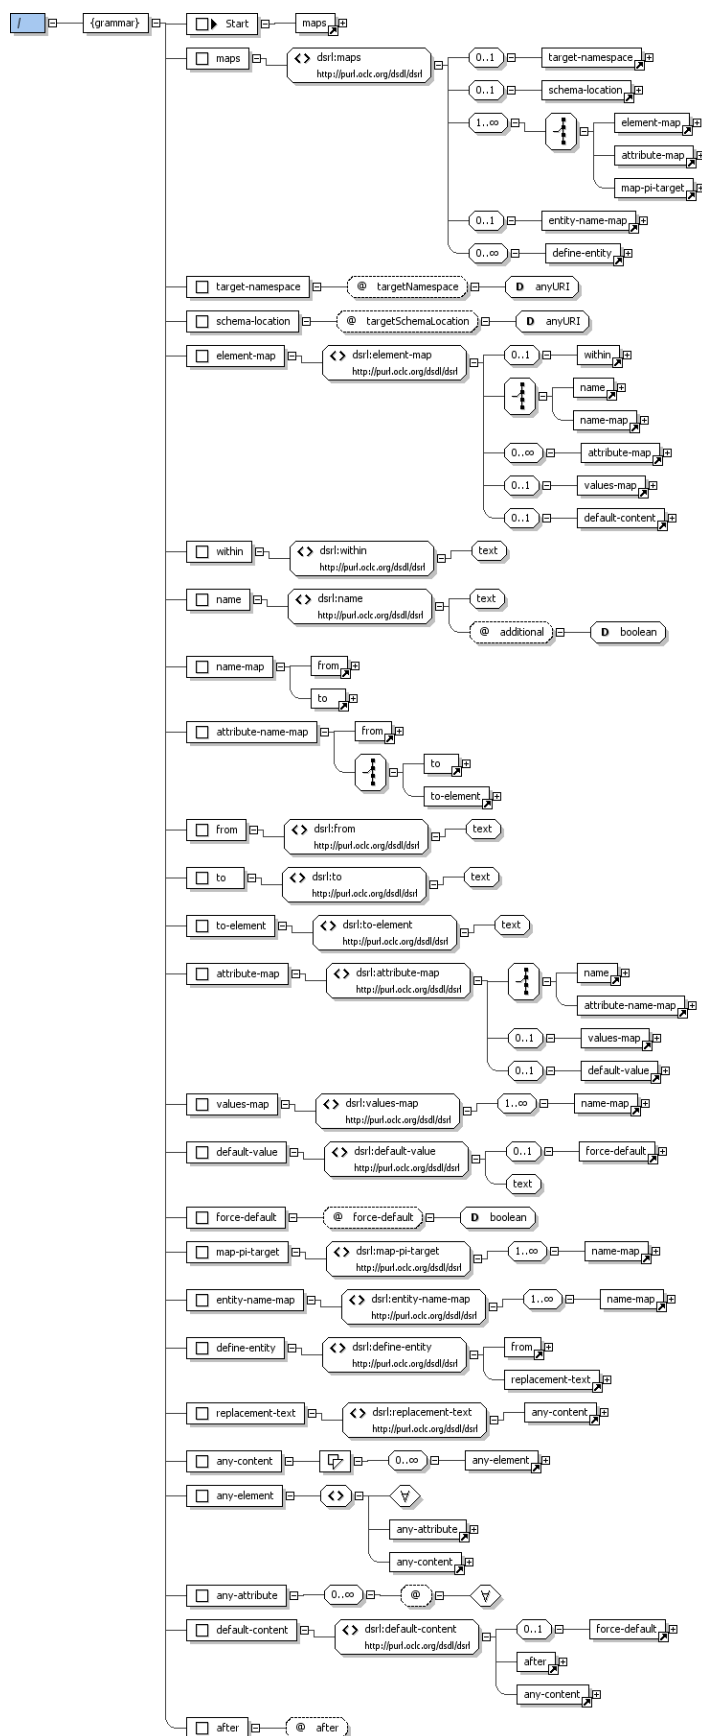 / {grammar} Start maps
maps dsrl:maps 0..1 target-namespace
http://purl.oclc.org/dsdl/dsrl
0..1 schema-location
1..∞ element-map
attribute-map
map-pi-target
0..1 entity-name-map
0..∞ define-entity
target-namespace @ targetNamespace D anyURI
schema-location @ targetSchemaLocation D anyURI
element-map dsrl:element-map 0..1 within
http://purl.oclc.org/dsdl/dsrl
name
name-map
0..∞ attribute-map
0..1 values-map
0..1 default-content
within dsrl:within text
http://purl.oclc.org/dsdl/dsrl
name dsrl:name text
http://purl.oclc.org/dsdl/dsrl
@ additional D boolean
name-map from
to
attribute-name-map from
to
to-element
from dsrl:from text
http://purl.oclc.org/dsdl/dsrl
to dsrl:to text
http://purl.oclc.org/dsdl/dsrl
to-element dsrl:to-element text
http://purl.oclc.org/dsdl/dsrl
attribute-map dsrl:attribute-map name
http://purl.oclc.org/dsdl/dsrl
attribute-name-map
0..1 values-map
0..1 default-value
values-map dsrl:values-map 1..∞ name-map
http://purl.oclc.org/dsdl/dsrl
default-value dsrl:default-value 0..1 force-default
http://purl.oclc.org/dsdl/dsrl
text
force-default @ force-default D boolean
map-pi-target dsrl:map-pi-target 1..∞ name-map
http://purl.oclc.org/dsdl/dsrl
entity-name-map dsrl:entity-name-map 1..∞ name-map
http://purl.oclc.org/dsdl/dsrl
define-entity dsrl:define-entity from
http://purl.oclc.org/dsdl/dsrl
replacement-text
replacement-text dsrl:replacement-text any-content
http://purl.oclc.org/dsdl/dsrl
any-content 0..∞ any-element
any-element ∀
any-attribute
any-content
any-attribute 0..∞ @ ∀
default-content dsrl:default-content 0..1 force-default
http://purl.oclc.org/dsdl/dsrl
after
any-content
after @ after